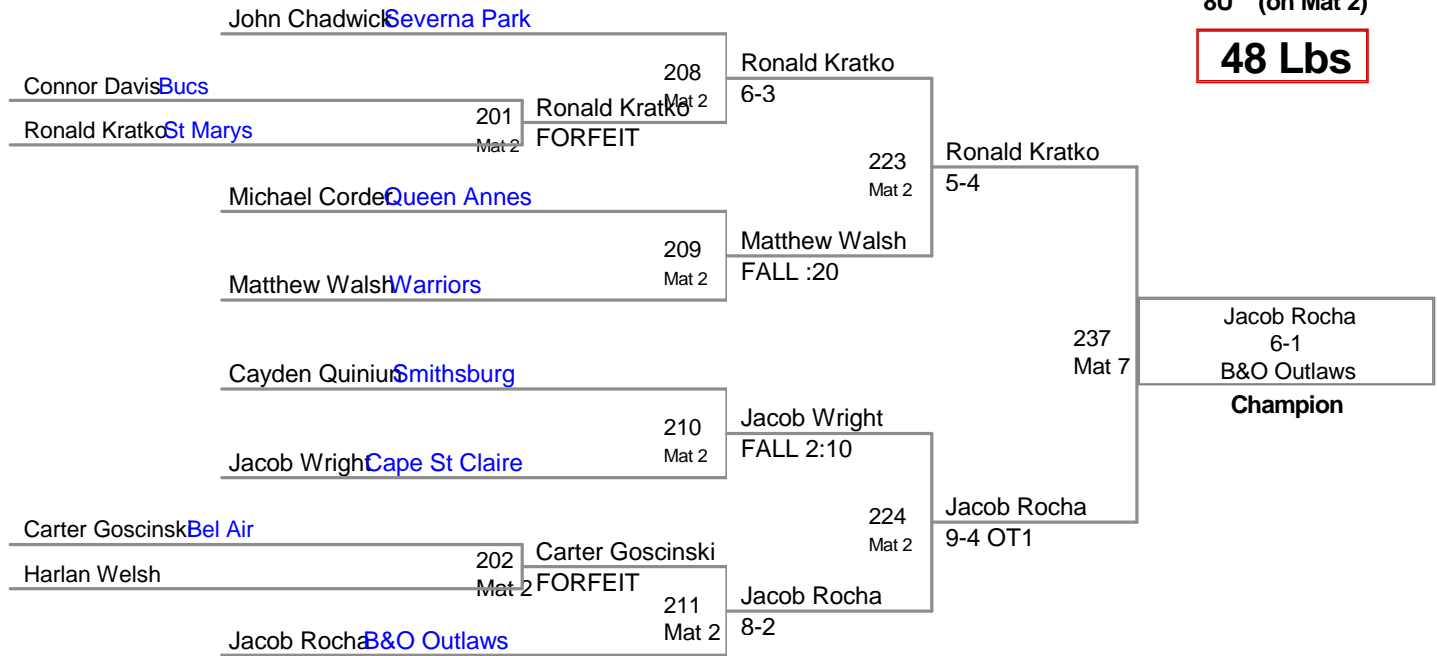 8U (on Mat 2)
48 Lbs
John Chadwick Severna Park
Connor Davis Bucs
Ronald Kratko St Marys
201
Mat 2
Ronald Kratko
FORFEIT
208
Mat 2
Ronald Kratko
6-3
Michael Corder Queen Annes
Matthew Walsh Warriors
209
Mat 2
Matthew Walsh
FALL :20
223
Mat 2
Ronald Kratko
5-4
Cayden Quiniun Smithsburg
Jacob Wright Cape St Claire
210
Mat 2
Jacob Wright
FALL 2:10
Carter Goscinski Bel Air
Harlan Welsh
202
Mat 2
Carter Goscinski
FORFEIT
Jacob Rocha B&O Outlaws
211
Mat 2
Jacob Rocha
8-2
224
Mat 2
Jacob Rocha
9-4 OT1
237
Mat 7
Jacob Rocha
6-1
B&O Outlaws
Champion